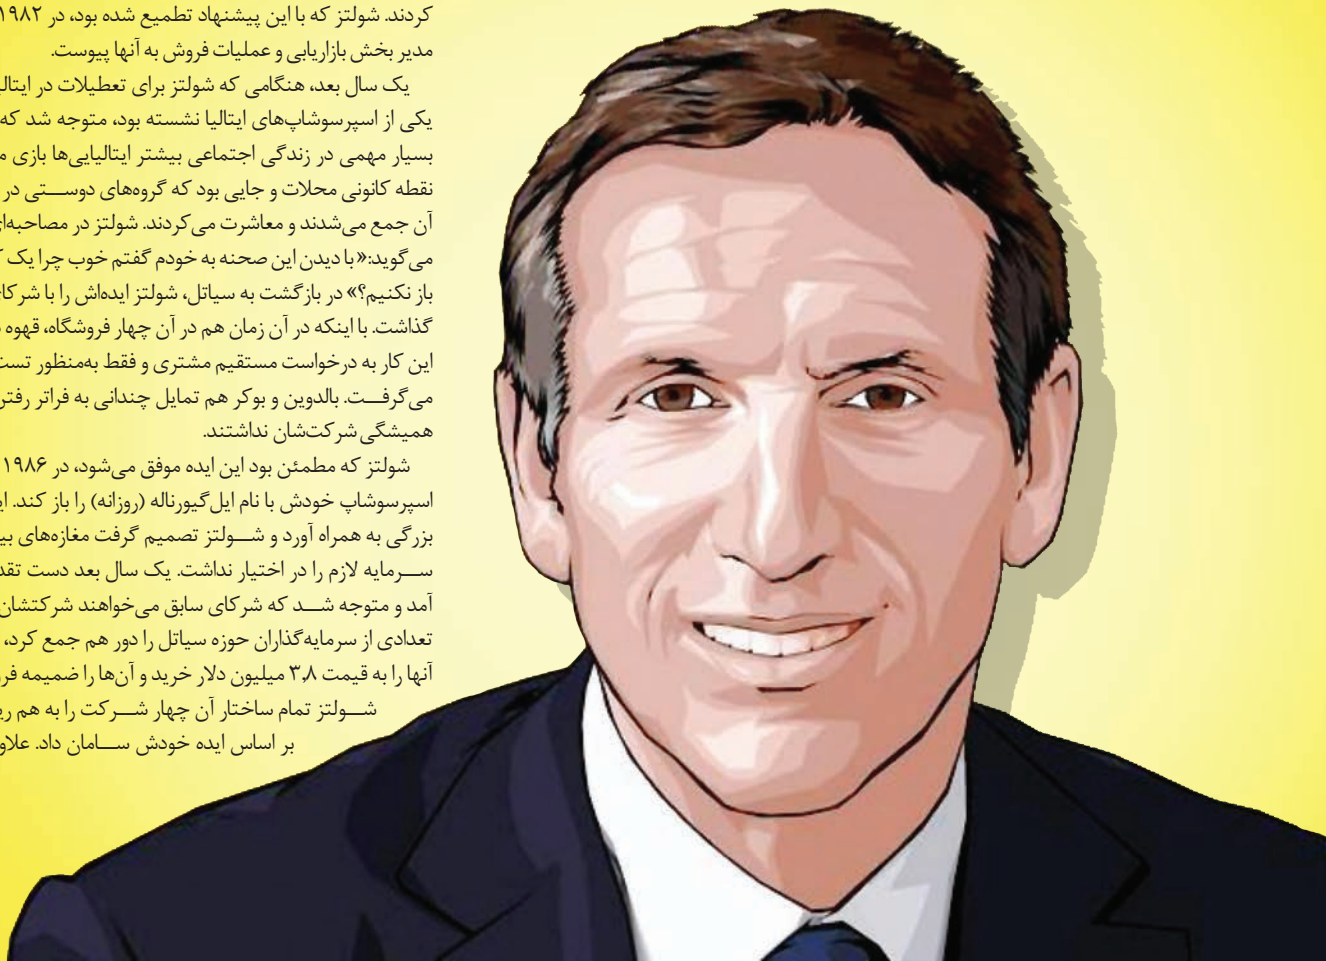 کردند. شولتز که با این پیشنهاد تطمیع شده بود، در ۱۹۸۲
مدیر بخش بازاریابی و عملیات فروش به آنها پیوست.
یک سال بعد، هنگامی که شولتز برای تعطیلات در
یکی از اسپرسوشاپ‌های ایتالیا نشسته بود، متوجه شد که
بسیار مهمی در زندگی اجتماعی بیشتر ایتالیایی‌ها بازی
نقطه کانونی محلات و جایی بود که گروه‌های دوستی در
آن جمع می‌شدند و معاشرت می‌کردند. شولتز در
می‌گوید:«با دیدن این صحنه به خودم گفتم خوب چرا یک
باز نکنیم؟» در بازگشت به سیاتل، شولتز ایده‌اش را با
گذاشت. با اینکه در آن زمان هم در آن چهار فروشگاه، قهوه
این کار به درخواست مستقیم مشتری و فقط به‌منظور تست
می‌گرفت. بالدوین و بوکر هم تمایل چندانی به فراتر
همیشگی شرکت‌شان نداشتند.
شولتز که مطمئن بود این ایده موفق می‌شود، در ۱۹۸۶
اسپرسوشاپ خودش با نام ایل‌گیورناله (روزانه) را باز کند.
بزرگی به همراه آورد و شولتز تصمیم گرفت مغازه‌های
سرمایه لازم را در اختیار نداشت. یک سال بعد دست
آمد و متوجه شد که شرکای سابق می‌خواهند شرکتشان
تعدادی از سرمایه‌گذاران حوزه سیاتل را دور هم جمع کرد،
آنها را به قیمت ۳٫۸ میلیون دلار خرید و آن‌ها را ضمیمه
شولتز تمام ساختار آن چهار شرکت را به هم
بر اساس ایده خودش سامان داد.